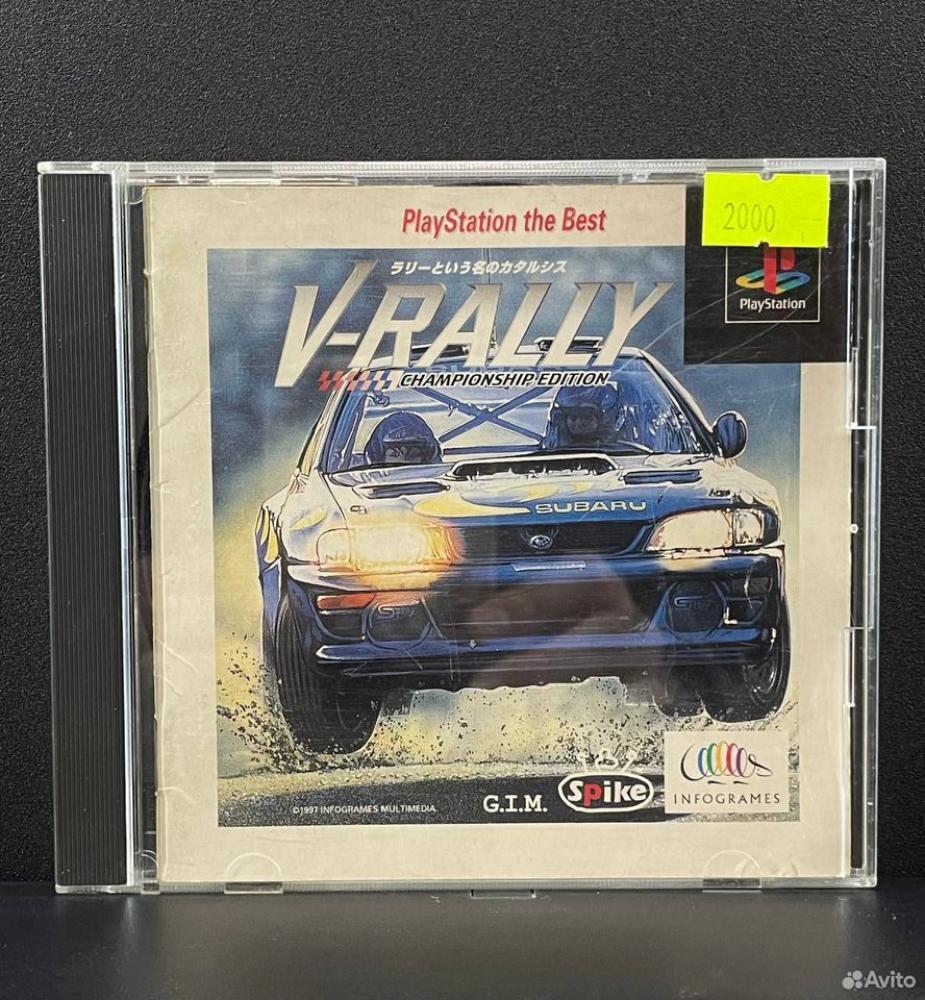 PlayStation the Best
2000
PlayStation
ラリーという名のカタルシス
V-RALLY
CHAMPIONSHIP EDITION
SUBARU
©1997 INFOGRAMES MULTIMEDIA.
G.I.M.
Spike
INFOGRAMES
Avito